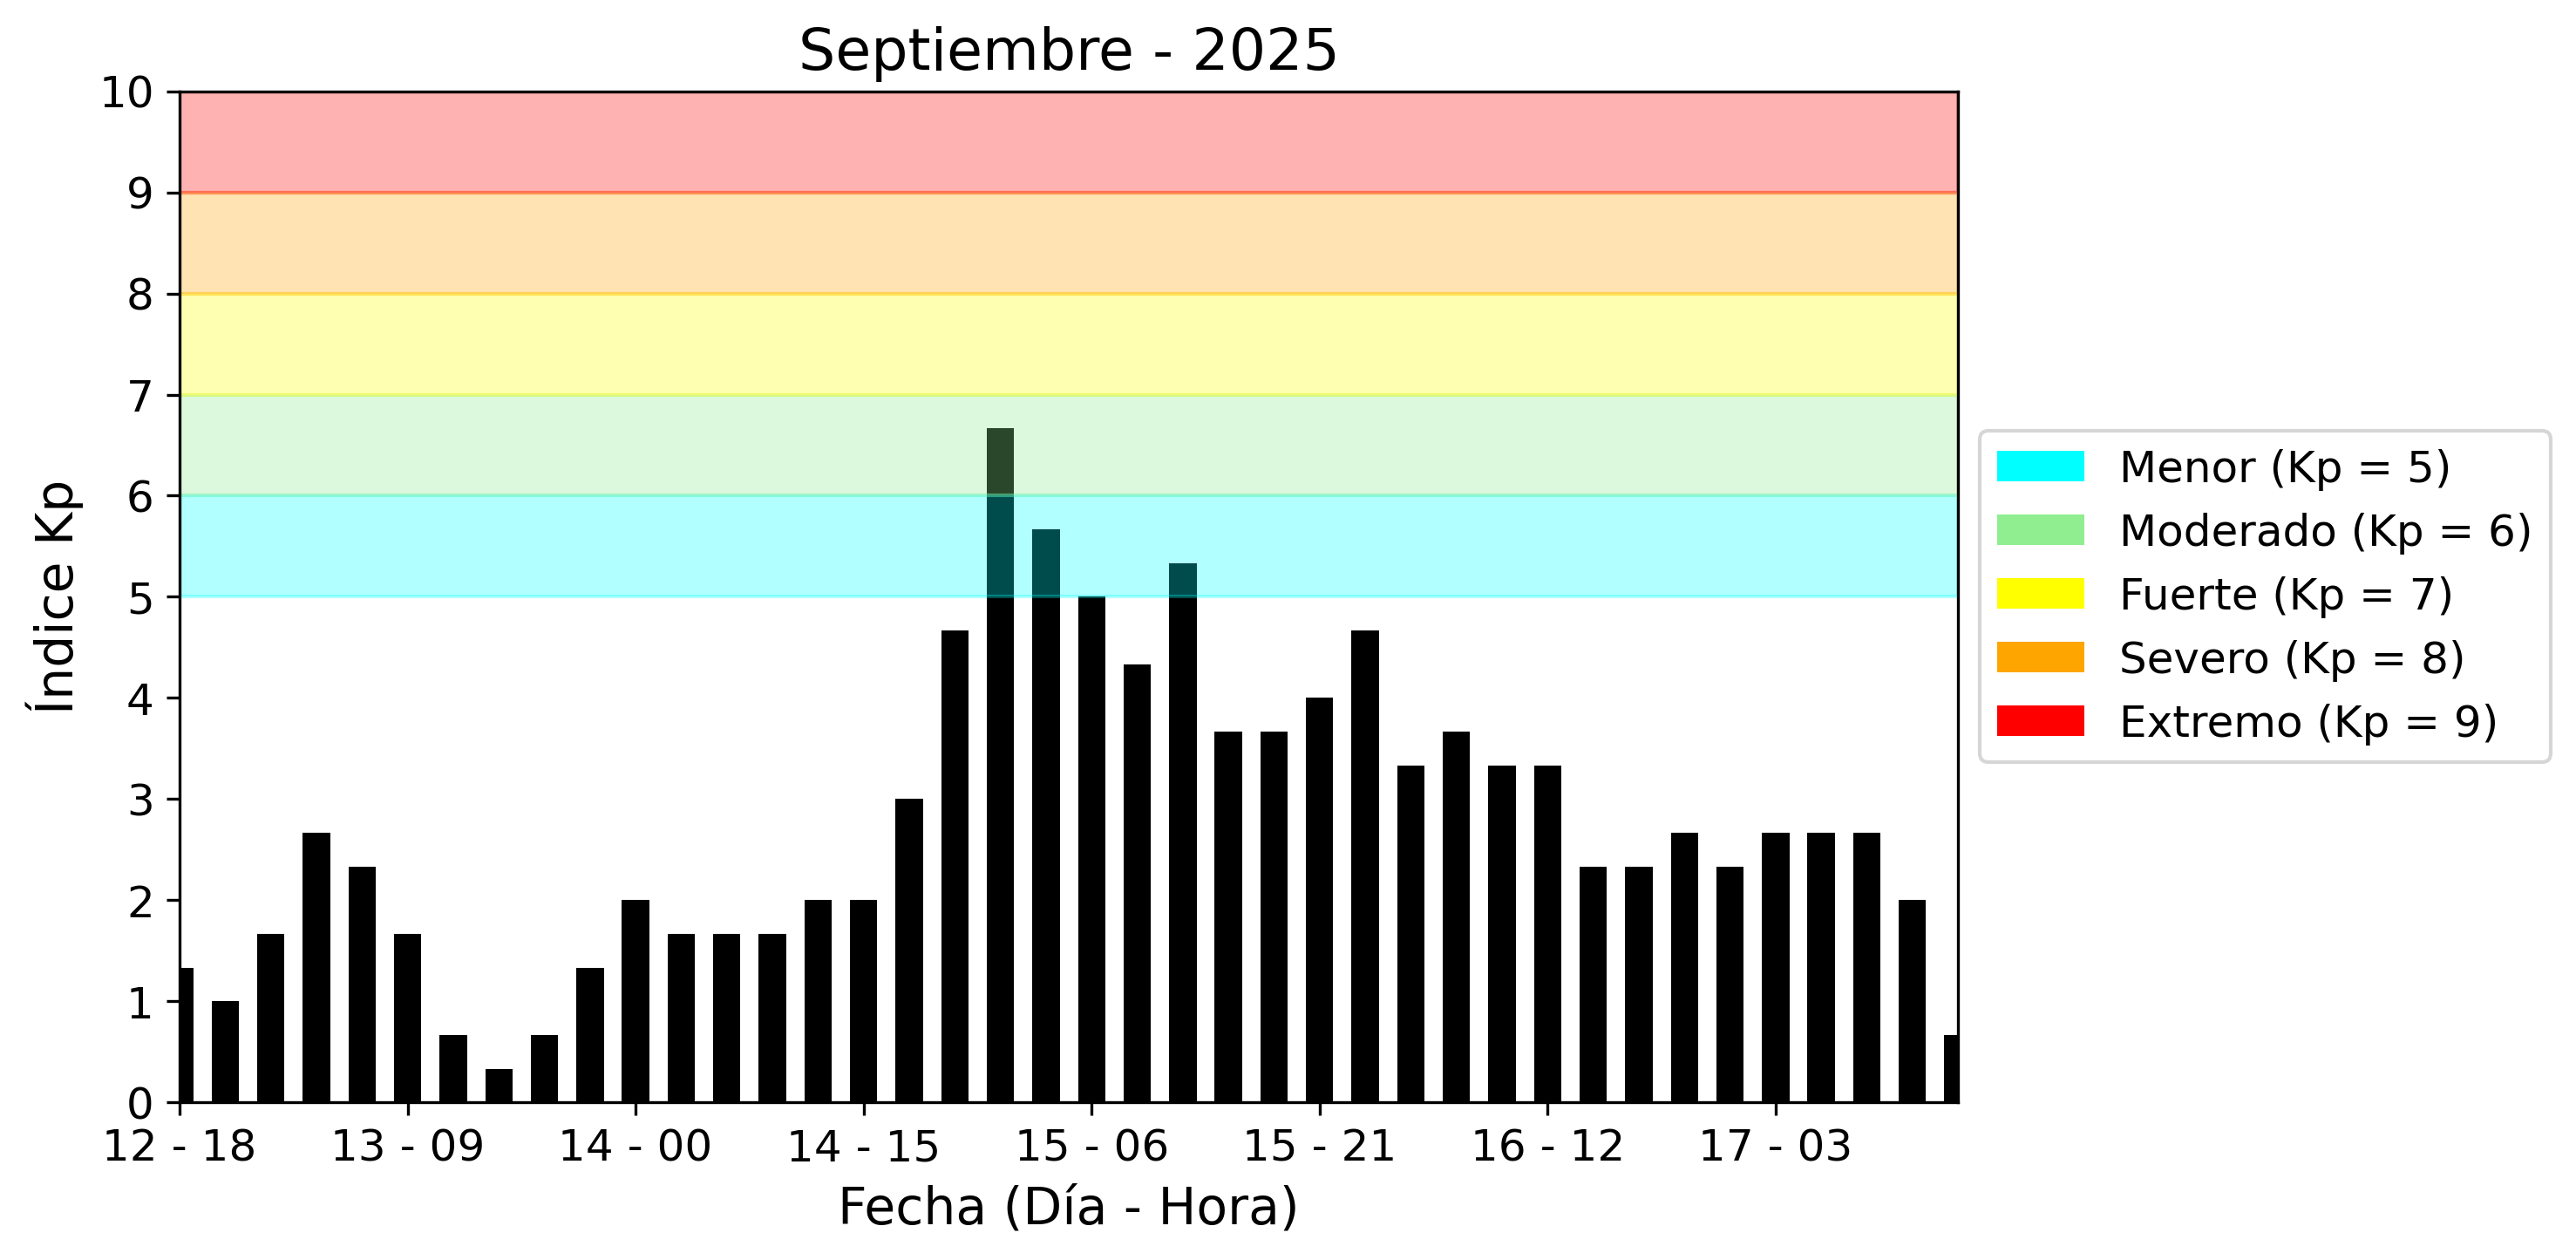 Septiembre - 2025
10
9
8
7
6
5
4
3
2
1
0
Índice Kp
12 - 18
13 - 09
14 - 00
14 - 15
15 - 06
15 - 21
16 - 12
17 - 03
Fecha (Día - Hora)
Menor (Kp = 5)
Moderado (Kp = 6)
Fuerte (Kp = 7)
Severo (Kp = 8)
Extremo (Kp = 9)